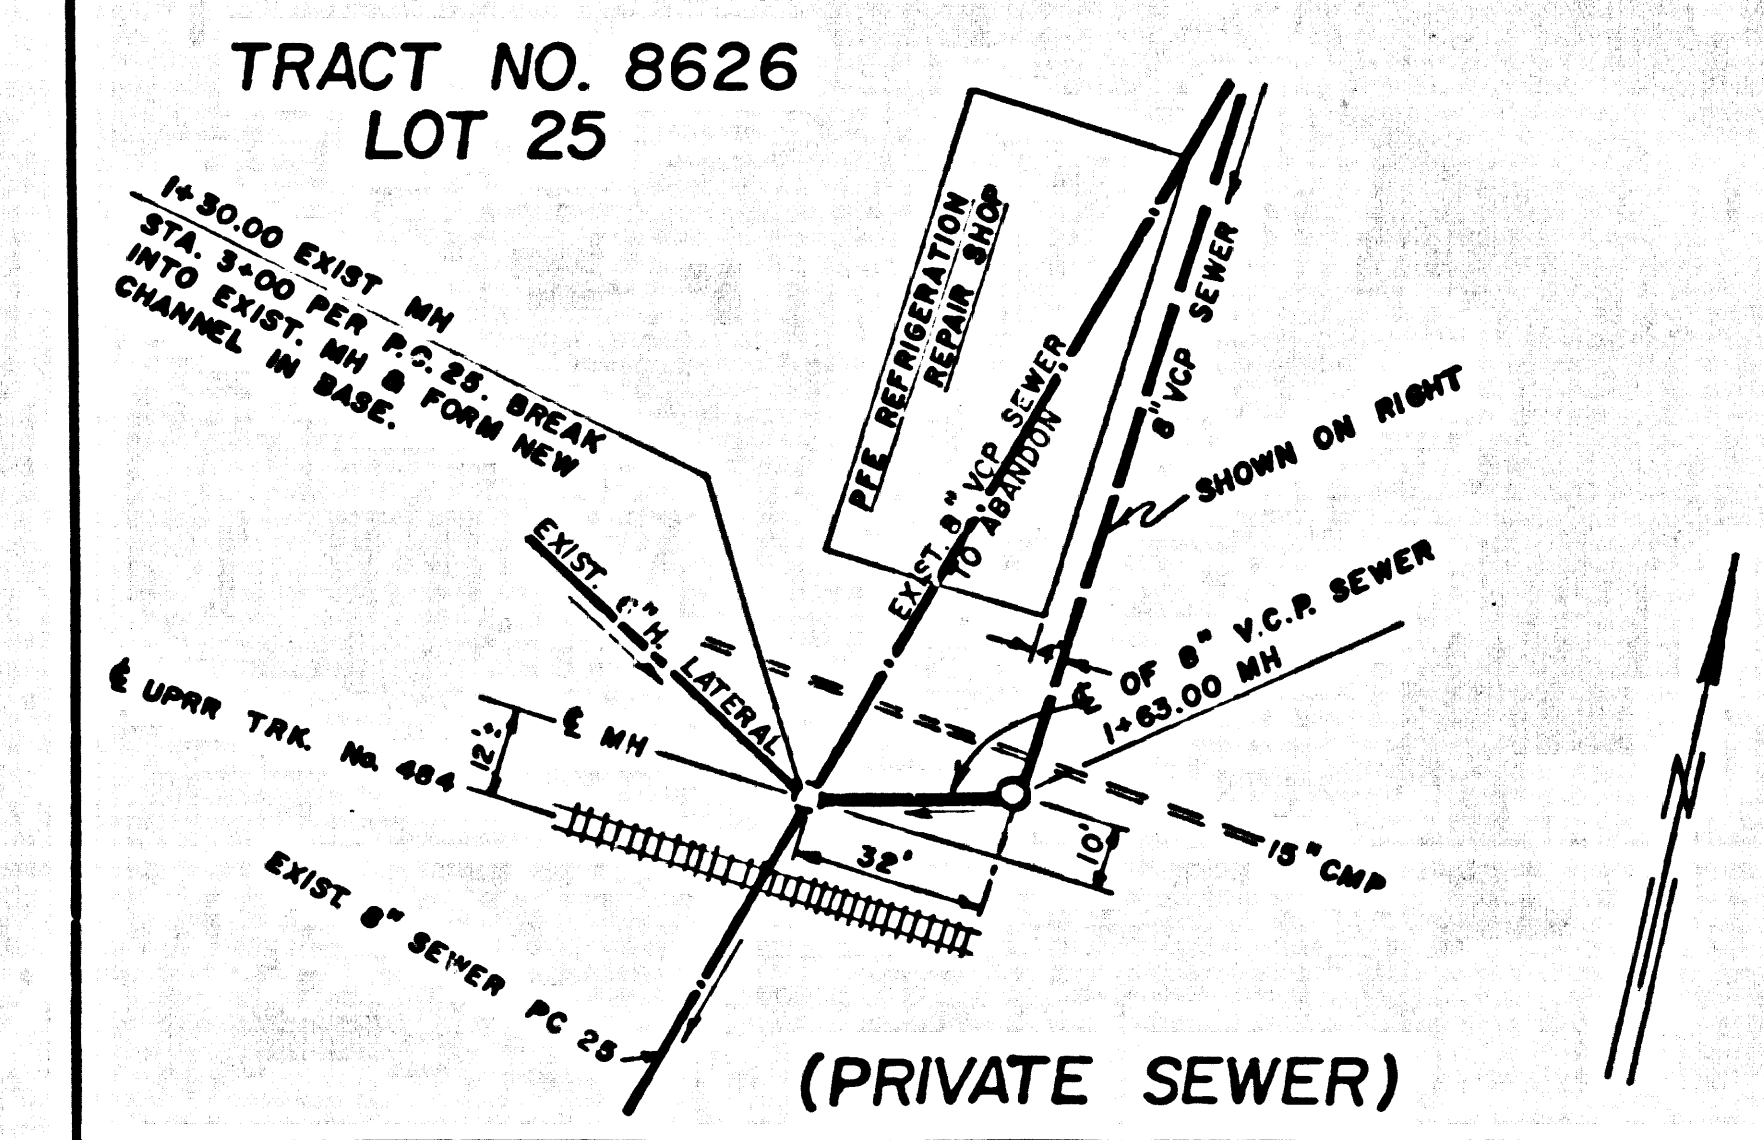 TRACT NO. 8626
LOT 25
1+30.00 EXIST MH
STA. 3+00 PER P.C. 25. BREAK
INTO EXIST. MH & FORM NEW
CHANNEL IN BASE.
PFE REFRIGERATION
REPAIR SHOP
8" VCP SEWER
EXIST. 8" VCP SEWER
TO ABANDON
SHOWN ON RIGHT
EXIST. 6" H. LATERAL
4'
℄ OF 8" V.C.P. SEWER
1+63.00 MH
℄ UPRR TRK. No. 484
12'±
℄ MH
32'
10'
15" CMP
EXIST. 8" SEWER PC 25
N
(PRIVATE SEWER)